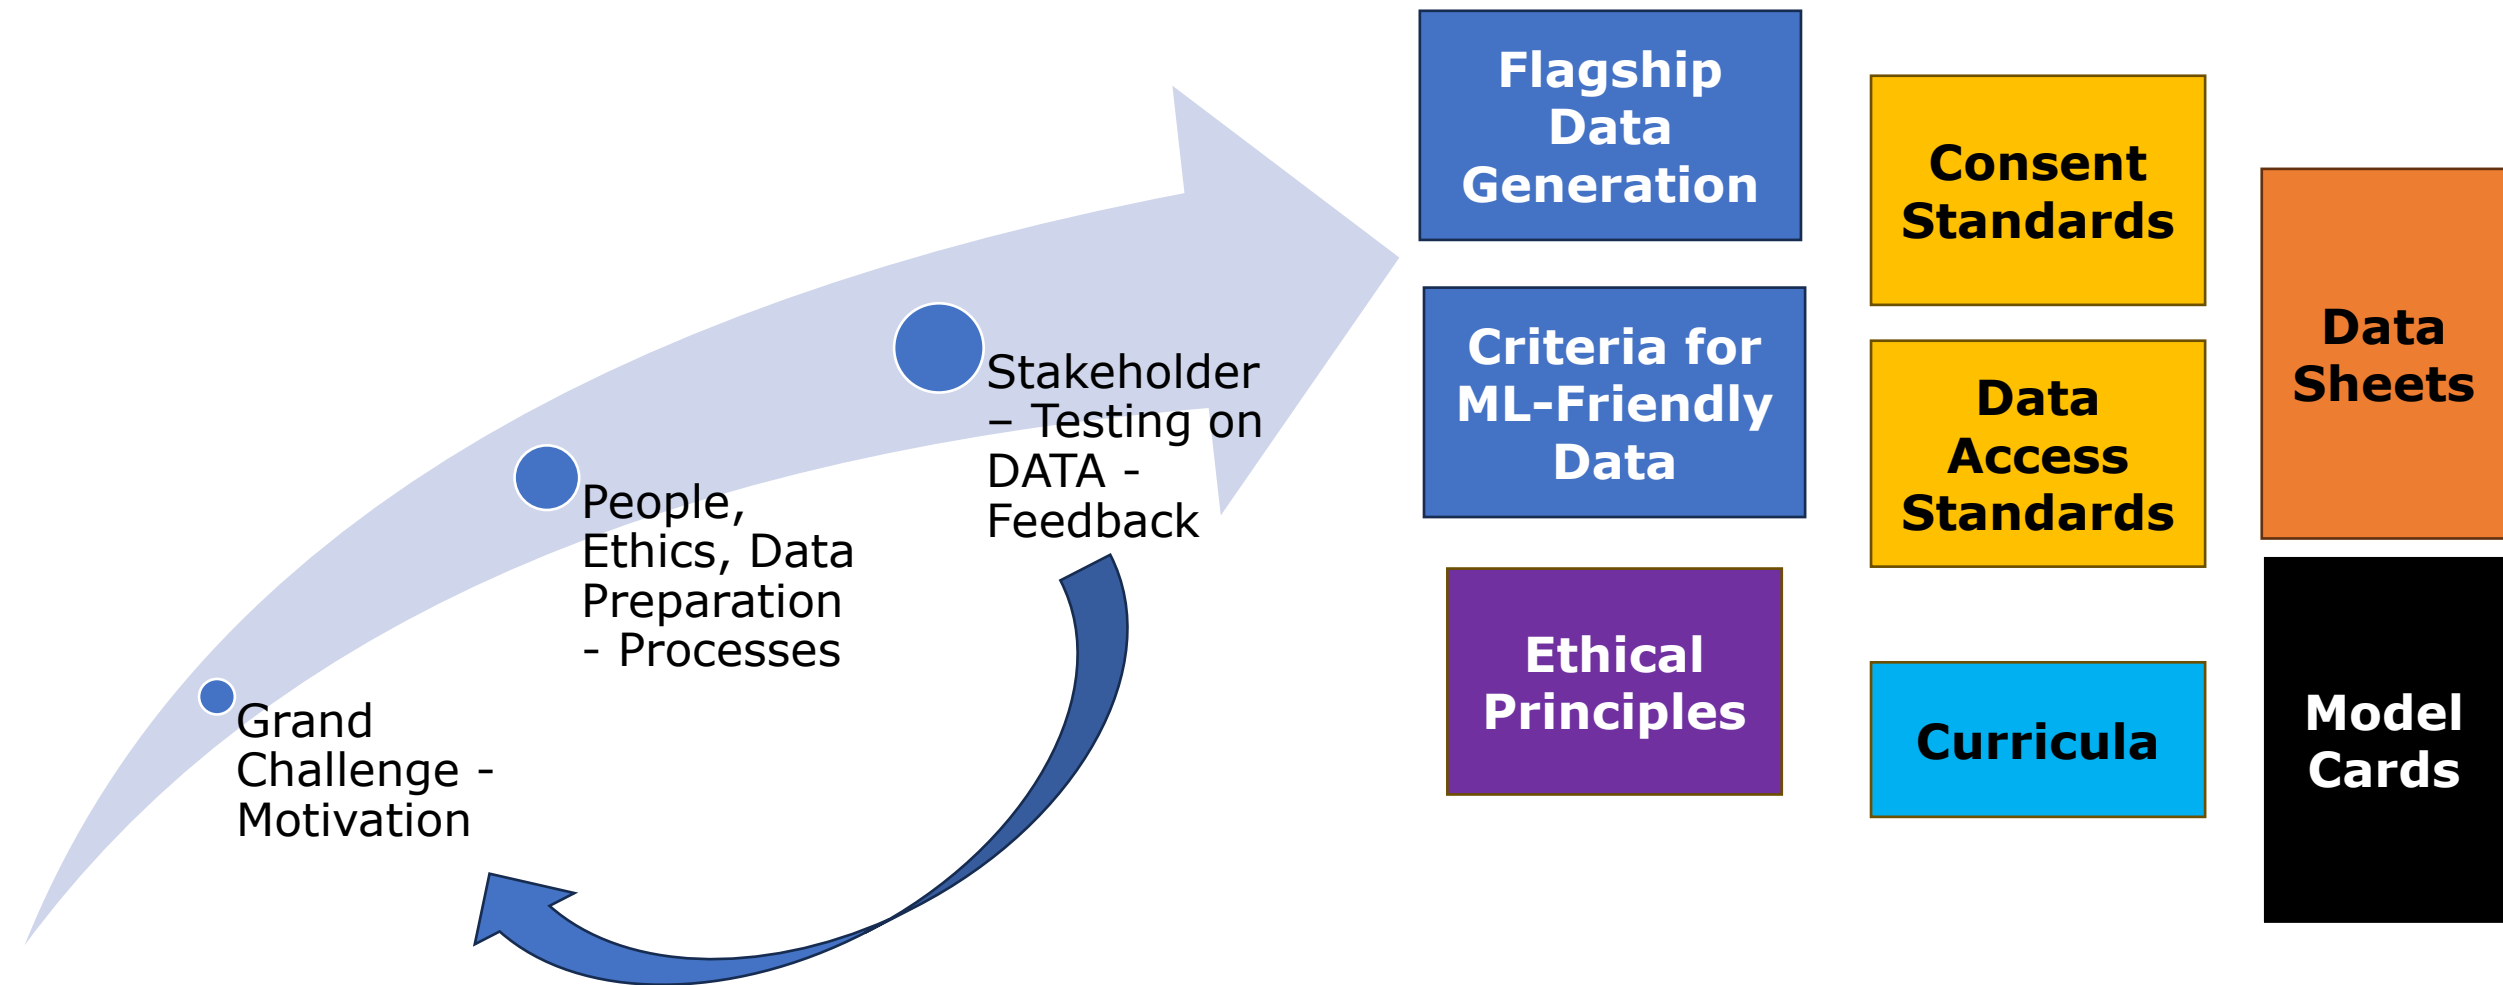 Grand
Challenge -
Motivation
People,
Ethics, Data
Preparation
- Processes
Stakeholder
– Testing on
DATA -
Feedback
Flagship
Data
Generation
Criteria for
ML-Friendly
Data
Ethical
Principles
Consent
Standards
Data
Access
Standards
Curricula
Data
Sheets
Model
Cards